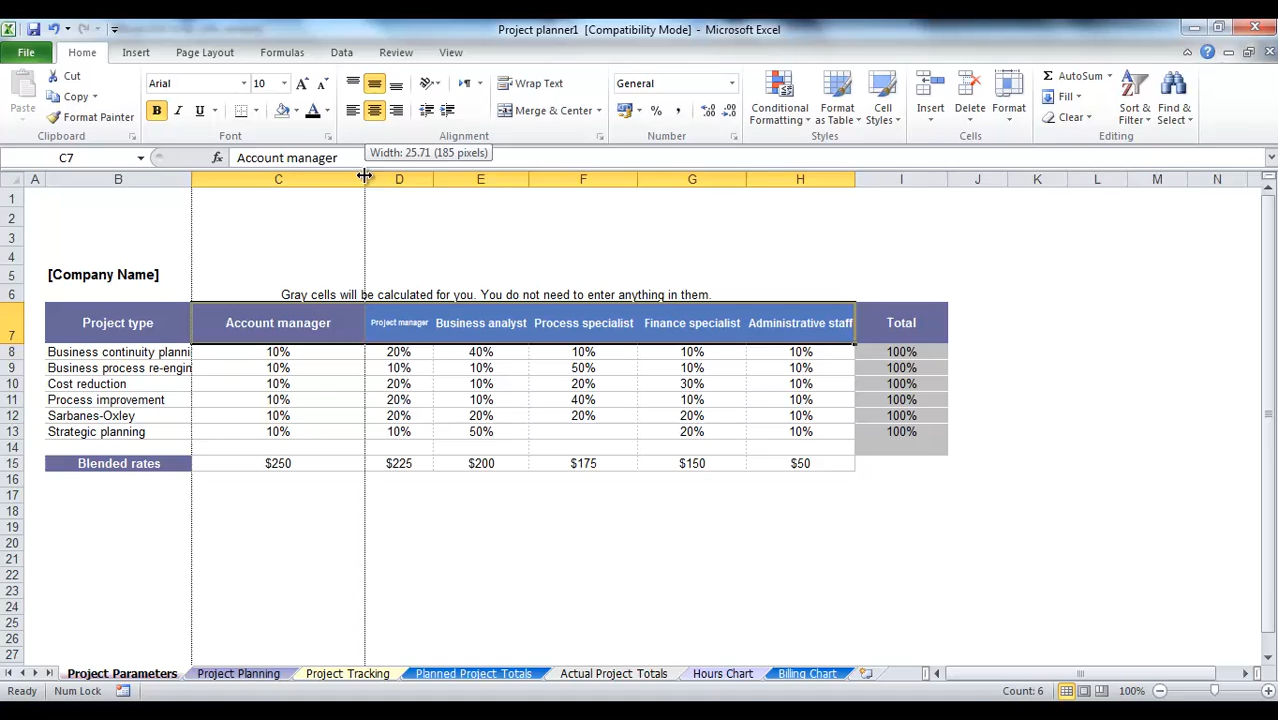 Project planner1 [Compatibility Mode] - Microsoft Excel
File Home Insert Page Layout Formulas Data Review View
Paste Cut Copy Format Painter Clipboard
Arial 10 B I U A Font
Wrap Text Merge & Center Alignment
General % , Number
Conditional Formatting Format as Table Cell Styles Styles
Insert Delete Format Cells
Σ AutoSum Fill Clear Sort & Filter Find & Select Editing
C7 fx Account manager
Width: 25.71 (185 pixels)
A B C D E F G H I J K L M N
1
2
3
4
5 [Company Name]
6 Gray cells will be calculated for you. You do not need to enter anything in them.
7 Project type Account manager Project manager Business analyst Process specialist Finance specialist Administrative staff Total
8 Business continuity planni 10% 20% 40% 10% 10% 10% 100%
9 Business process re-engin 10% 10% 10% 50% 10% 10% 100%
10 Cost reduction 10% 20% 10% 20% 30% 10% 100%
11 Process improvement 10% 20% 10% 40% 10% 10% 100%
12 Sarbanes-Oxley 10% 20% 20% 20% 20% 10% 100%
13 Strategic planning 10% 10% 50% 20% 10% 100%
14
15 Blended rates $250 $225 $200 $175 $150 $50
16
17
18
19
20
21
22
23
24
25
26
27
Project Parameters Project Planning Project Tracking Planned Project Totals Actual Project Totals Hours Chart Billing Chart
Ready Num Lock Count: 6 100%